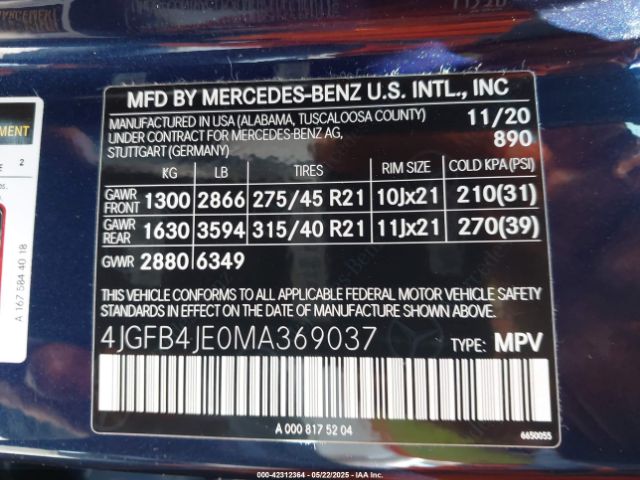 MFD BY MERCEDES-BENZ U.S. INTL., INC
MANUFACTURED IN USA (ALABAMA, TUSCALOOSA COUNTY) 11/20
UNDER CONTRACT FOR MERCEDES-BENZ AG, 890
STUTTGART (GERMANY)
KG LB TIRES RIM SIZE COLD KPA(PSI)
GAWR FRONT 1300 2866 275/45 R21 10Jx21 210(31)
GAWR REAR 1630 3594 315/40 R21 11Jx21 270(39)
GVWR 2880 6349
THIS VEHICLE CONFORMS TO ALL APPLICABLE FEDERAL MOTOR VEHICLE SAFETY
STANDARDS IN EFFECT ON THE DATE OF MANUFACTURE SHOWN ABOVE.
4JGFB4JE0MA369037 TYPE: MPV
A 000 817 52 04
6650055
A 167 584 40 18
2
000-42312364 - 05/22/2025 - IAA Inc.